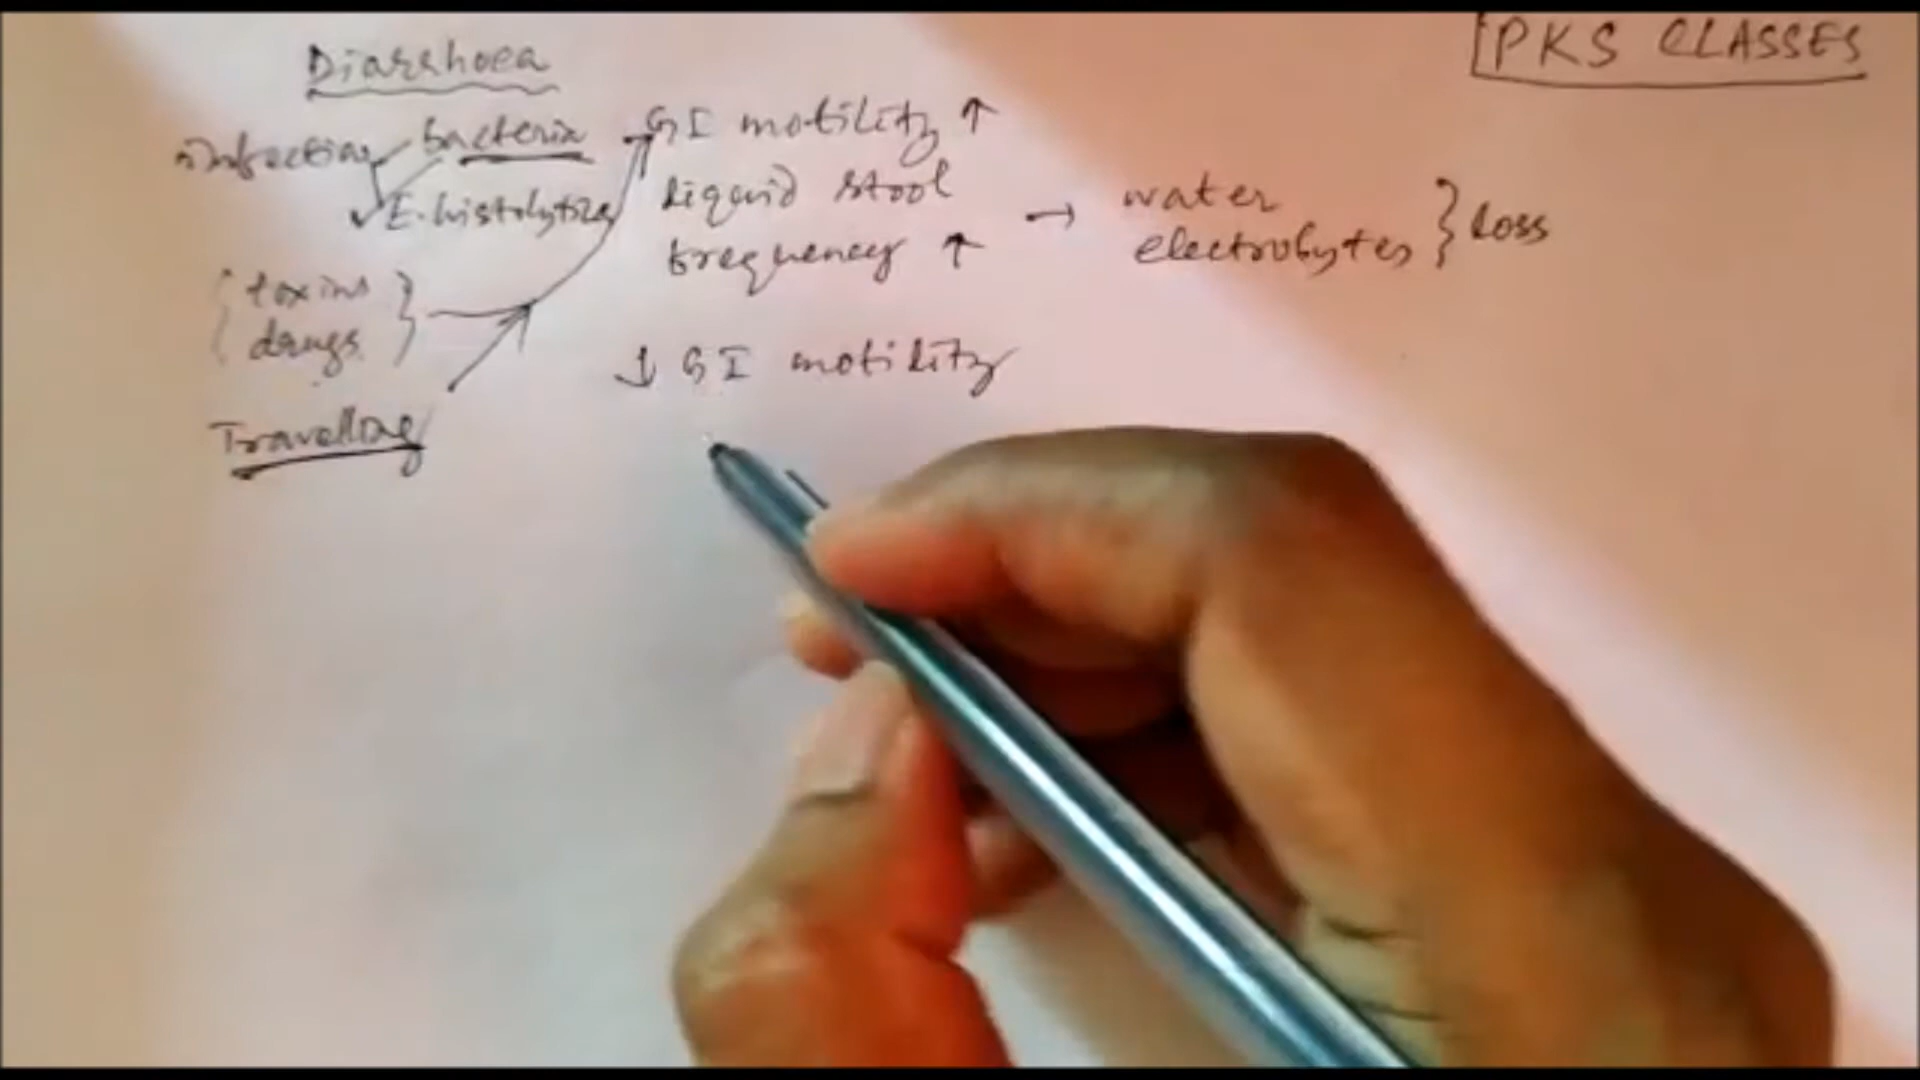 PKS CLASSES
Diarrhoea
infection bacteria
E. histolytica
{ toxins }
drugs
Travelling
GI motility ↑
liquid stool
frequency ↑
→ water
electrolytes } loss
↓ GI motility